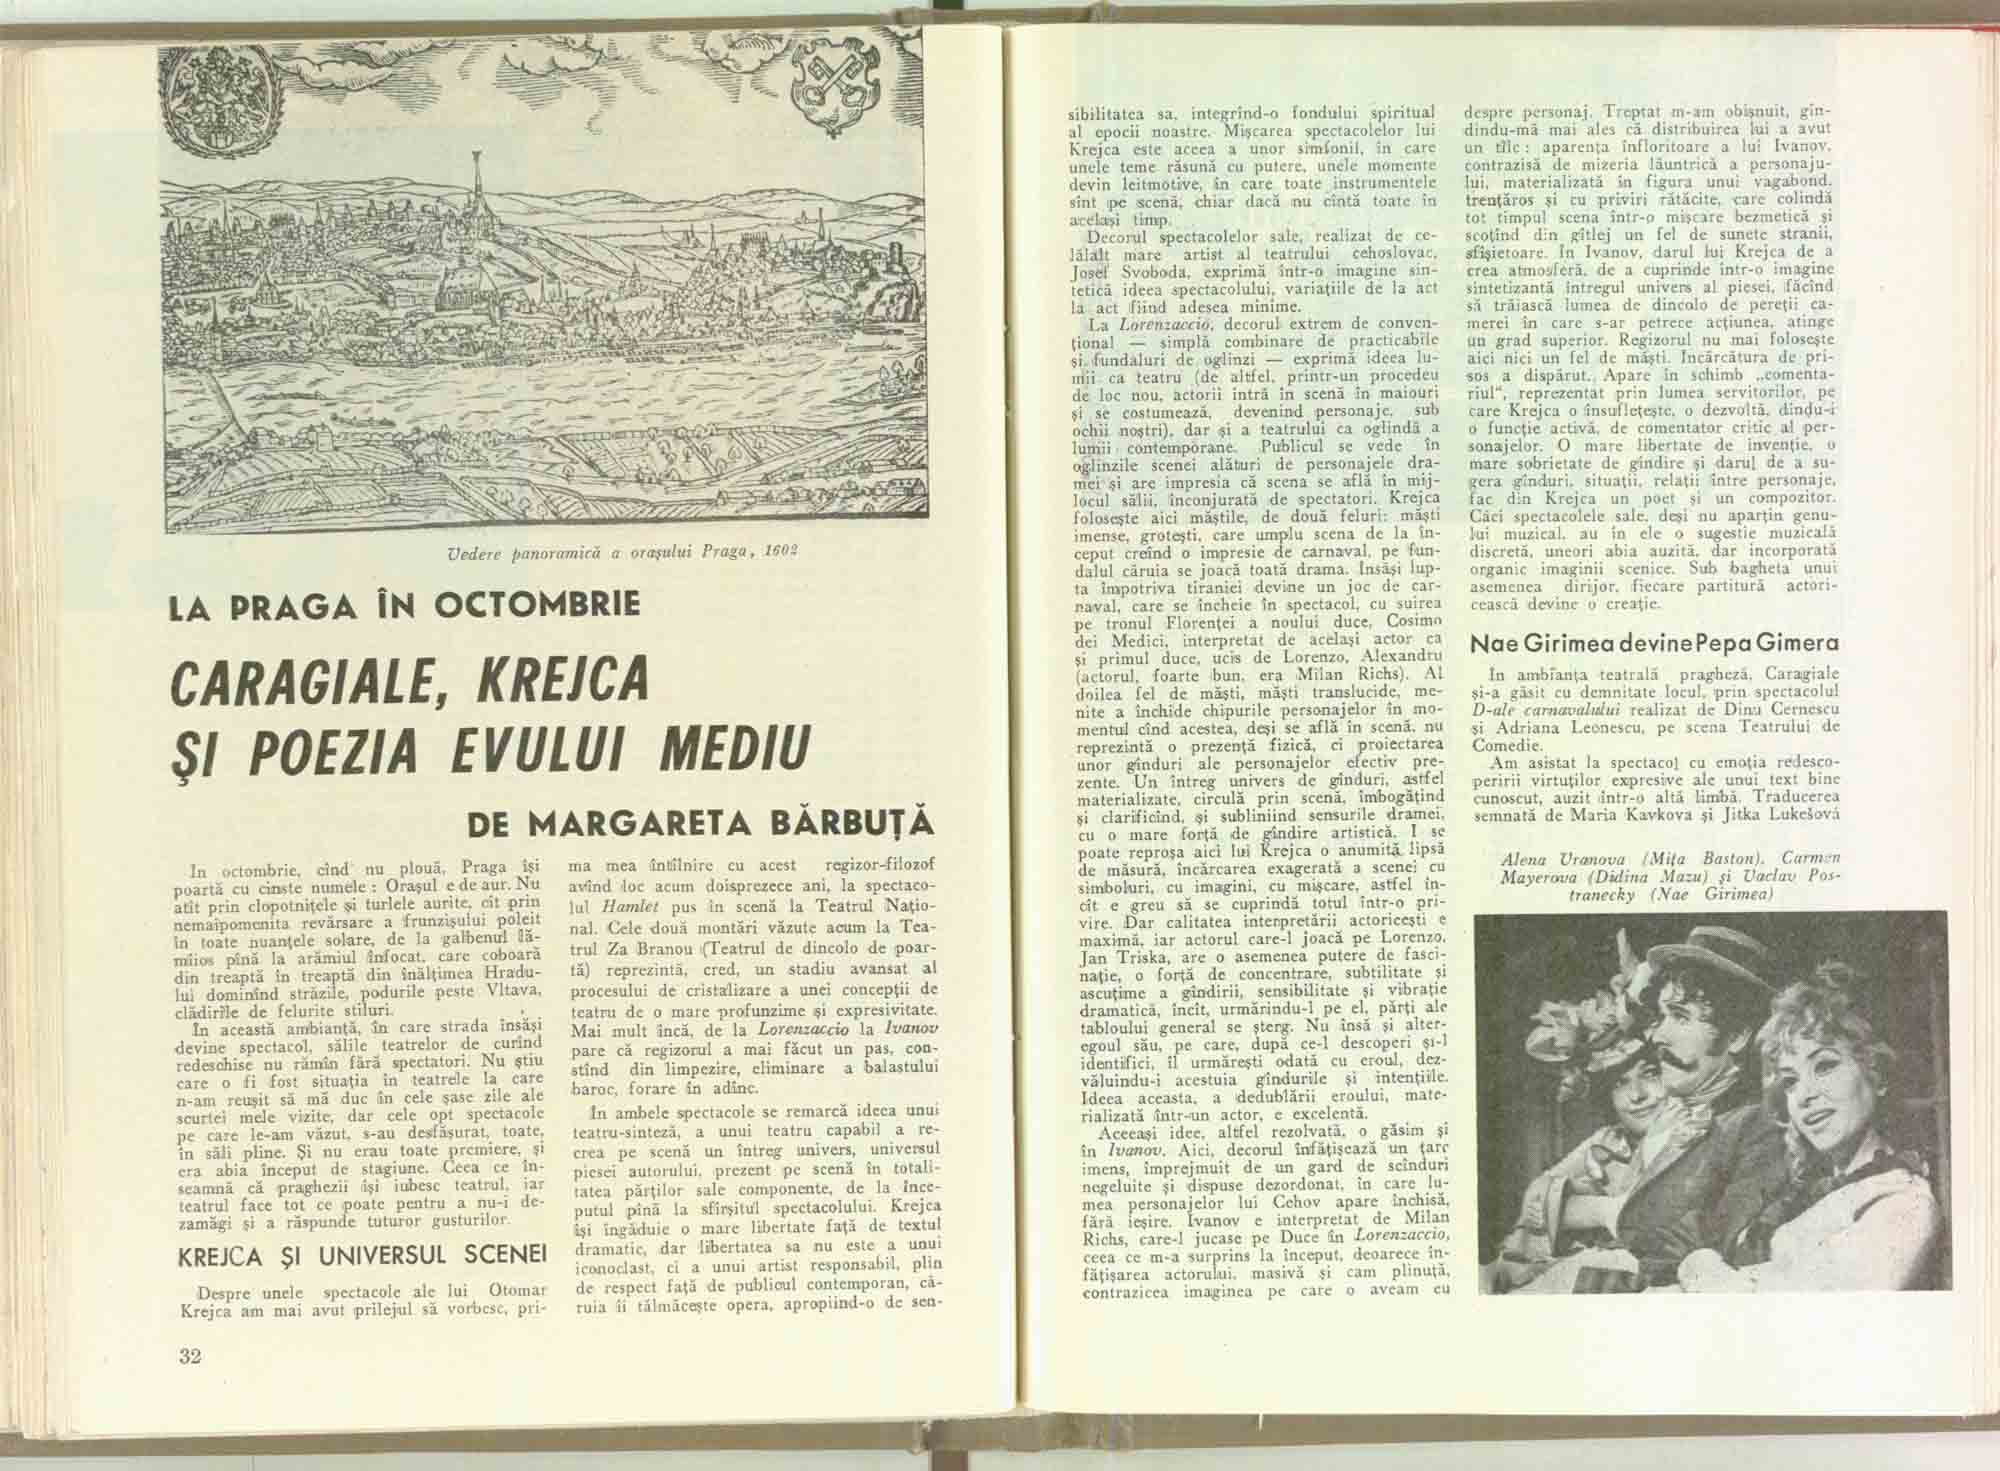 Vedere panoramică a orașului Praga, 1602
LA PRAGA ÎN OCTOMBRIE
CARAGIALE, KREJCA
ȘI POEZIA EVULUI MEDIU
DE MARGARETA BĂRBUȚĂ
In octombrie, cînd nu plouă, Praga își
poartă cu cinste numele : Orașul e de aur. Nu
atît prin clopotnițele și turlele aurite, cît prin
nemaipomenita revărsare a frunzișului poleit
în toate nuanțele solare, de la galbenul lă-
mîios pînă la arămiul înfocat, care coboară
din treaptă în treaptă din înălțimea Hradu-
lui dominînd străzile, podurile peste Vltava,
clădirile de felurite stiluri.
In această ambianță, în care strada însăși
devine spectacol, sălile teatrelor de curînd
redeschise nu rămîn fără spectatori. Nu știu
care o fi fost situația în teatrele la care
n-am reușit să mă duc în cele șase zile ale
scurtei mele vizite, dar cele opt spectacole
pe care le-am văzut, s-au desfășurat, toate,
în săli pline. Și nu erau toate premiere, și
era abia început de stagiune. Ceea ce în-
seamnă că praghezii își iubesc teatrul, iar
teatrul face tot ce poate pentru a nu-i de-
zamăgi și a răspunde tuturor gusturilor.
KREJCA ȘI UNIVERSUL SCENEI
Despre unele spectacole ale lui Otomar
Krejca am mai avut prilejul să vorbesc, pri-
ma mea întîlnire cu acest regizor-filozof
avînd loc acum doisprezece ani, la spectaco-
lul Hamlet pus în scenă la Teatrul Națio-
nal. Cele două montări văzute acum la Tea-
trul Za Branou (Teatrul de dincolo de poar-
tă) reprezintă, cred, un stadiu avansat al
procesului de cristalizare a unei concepții de
teatru de o mare profunzime și expresivitate.
Mai mult încă, de la Lorenzaccio la Ivanov
pare că regizorul a mai făcut un pas, con-
stînd din limpezire, eliminare a balastului
baroc, forare în adînc.
In ambele spectacole se remarcă ideea unui
teatru-sinteză, a unui teatru capabil a re-
crea pe scenă un întreg univers, universul
piesei autorului, prezent pe scenă în totali-
tatea părților sale componente, de la înce-
putul pînă la sfîrșitul spectacolului. Krejca
își îngăduie o mare libertate față de textul
dramatic, dar libertatea sa nu este a unui
iconoclast, ci a unui artist responsabil, plin
de respect față de publicul contemporan, că-
ruia îi tălmăcește opera, apropiind-o de sen-
32
sibilitatea sa, integrînd-o fondului spiritual
al epocii noastre. Mișcarea spectacolelor lui
Krejca este aceea a unor simfonii, în care
unele teme răsună cu putere, unele momente
devin leitmotive, în care toate instrumentele
sînt pe scenă, chiar dacă nu cîntă toate în
același timp.
Decorul spectacolelor sale, realizat de ce-
lălalt mare artist al teatrului cehoslovac,
Josef Svoboda, exprimă într-o imagine sin-
tetică ideea spectacolului, variațiile de la act
la act fiind adesea minime.
La Lorenzaccio, decorul extrem de conven-
țional — simplă combinare de practicabile
și fundaluri de oglinzi — exprimă ideea lu-
mii ca teatru (de altfel, printr-un procedeu
de loc nou, actorii intră în scenă în maiouri
și se costumează, devenind personaje, sub
ochii noștri), dar și a teatrului ca oglindă a
lumii contemporane. Publicul se vede în
oglinzile scenei alături de personajele dra-
mei și are impresia că scena se află în mij-
locul sălii, înconjurată de spectatori. Krejca
folosește aici măștile, de două feluri: măști
imense, grotești, care umplu scena de la în-
ceput creînd o impresie de carnaval, pe fun-
dalul căruia se joacă toată drama. Insăși lup-
ta împotriva tiraniei devine un joc de car-
naval, care se încheie în spectacol, cu suirea
pe tronul Florenței a noului duce, Cosimo
dei Medici, interpretat de același actor ca
și primul duce, ucis de Lorenzo, Alexandru
(actorul, foarte bun, era Milan Richs). Al
doilea fel de măști, măști translucide, me-
nite a închide chipurile personajelor în mo-
mentul cînd acestea, deși se află în scenă, nu
reprezintă o prezență fizică, ci proiectarea
unor gînduri ale personajelor efectiv pre-
zente. Un întreg univers de gînduri, astfel
materializate, circulă prin scenă, îmbogățind
și clarificînd, și subliniind sensurile dramei,
cu o mare forță de gîndire artistică. I se
poate reproșa aici lui Krejca o anumită lipsă
de măsură, încărcarea exagerată a scenei cu
simboluri, cu imagini, cu mișcare, astfel în-
cît e greu să se cuprindă totul într-o pri-
vire. Dar calitatea interpretării actoricești e
maximă, iar actorul care-l joacă pe Lorenzo,
Jan Triska, are o asemenea putere de fasci-
nație, o forță de concentrare, subtilitate și
ascuțime a gîndirii, sensibilitate și vibrație
dramatică, încît, urmărindu-l pe el, părți ale
tabloului general se șterg. Nu însă și alter-
egoul său, pe care, după ce-l descoperi și-l
identifici, îl urmărești odată cu eroul, dez-
văluindu-i acestuia gîndurile și intențiile.
Ideea aceasta, a dedublării eroului, mate-
rializată într-un actor, e excelentă.
Aceeași idee, altfel rezolvată, o găsim și
în Ivanov. Aici, decorul înfățișează un țarc
imens, împrejmuit de un gard de scînduri
negeluite și dispuse dezordonat, în care lu-
mea personajelor lui Cehov apare închisă,
fără ieșire. Ivanov e interpretat de Milan
Richs, care-l jucase pe Duce în Lorenzaccio,
ceea ce m-a surprins la început, deoarece în-
fățișarea actorului, masivă și cam plinuță,
contrazicea imaginea pe care o aveam eu
despre personaj. Treptat m-am obișnuit, gîn-
dindu-mă mai ales că distribuirea lui a avut
un tîlc : aparența înfloritoare a lui Ivanov,
contrazisă de mizeria lăuntrică a personaju-
lui, materializată în figura unui vagabond,
trențăros și cu priviri rătăcite, care colindă
tot timpul scena într-o mișcare bezmetică și
scoțînd din gîtlej un fel de sunete stranii,
sfîșietoare. In Ivanov, darul lui Krejca de a
crea atmosferă, de a cuprinde într-o imagine
sintetizantă întregul univers al piesei, făcînd
să trăiască lumea de dincolo de pereții ca-
merei în care s-ar petrece acțiunea, atinge
un grad superior. Regizorul nu mai folosește
aici nici un fel de măști. Incărcătura de pri-
sos a dispărut. Apare în schimb „comenta-
riul“, reprezentat prin lumea servitorilor, pe
care Krejca o însuflețește, o dezvoltă, dîndu-i
o funcție activă, de comentator critic al per-
sonajelor. O mare libertate de invenție, o
mare sobrietate de gîndire și darul de a su-
gera gînduri, situații, relații între personaje,
fac din Krejca un poet și un compozitor.
Căci spectacolele sale, deși nu aparțin genu-
lui muzical, au în ele o sugestie muzicală
discretă, uneori abia auzită, dar incorporată
organic imaginii scenice. Sub bagheta unui
asemenea dirijor, fiecare partitură actori-
cească devine o creație.
Nae Girimea devine Pepa Gimera
In ambianța teatrală pragheză, Caragiale
și-a găsit cu demnitate locul, prin spectacolul
D-ale carnavalului realizat de Dinu Cernescu
și Adriana Leonescu, pe scena Teatrului de
Comedie.
Am asistat la spectacol cu emoția redesco-
peririi virtuților expresive ale unui text bine
cunoscut, auzit într-o altă limbă. Traducerea
semnată de Maria Kavkova și Jitka Lukešová
Alena Vranova (Mița Baston), Carmen
Mayerova (Didina Mazu) și Vaclav Pos-
tranecky (Nae Girimea)